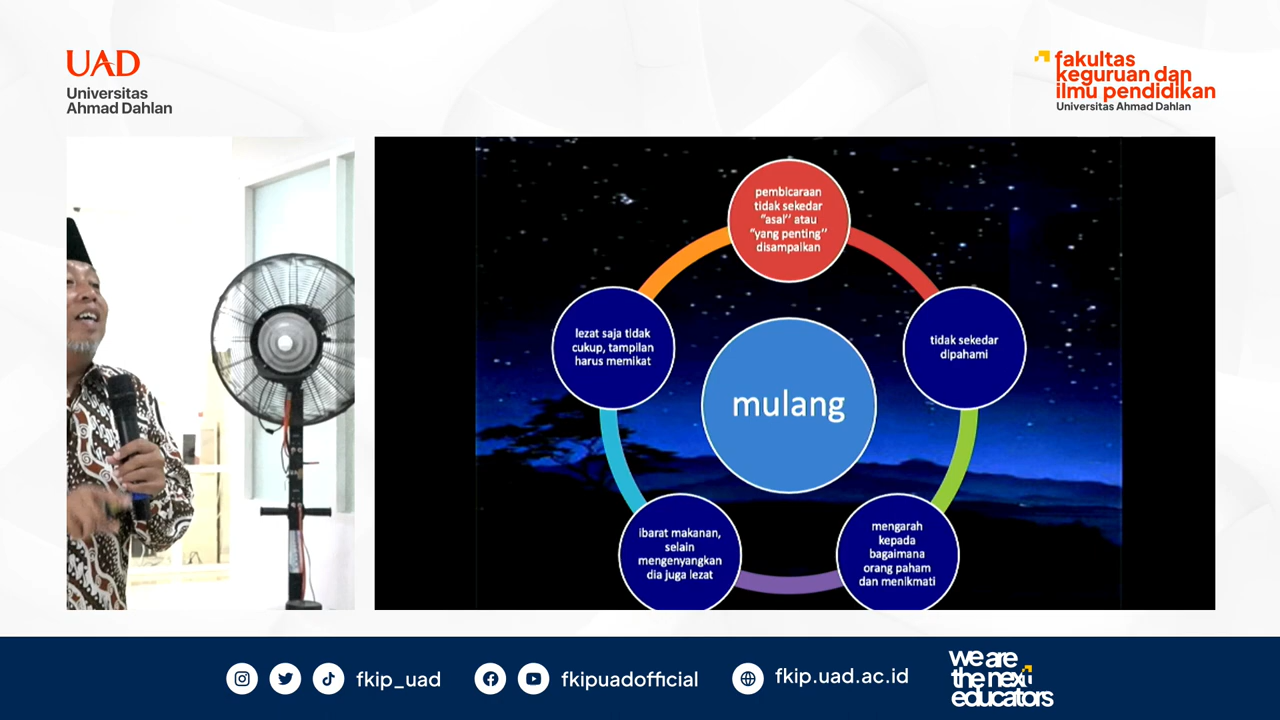 UAD
Universitas
Ahmad Dahlan
fakultas
keguruan dan
ilmu pendidikan
Universitas Ahmad Dahlan
pembicaraan
tidak sekedar
“asal’’ atau
“yang penting’’
disampaikan
lezat saja tidak
cukup, tampilan
harus memikat
tidak sekedar
dipahami
mulang
ibarat makanan,
selain
mengenyangkan
dia juga lezat
mengarah
kepada
bagaimana
orang paham
dan menikmati
fkip_uad
fkipuadofficial
fkip.uad.ac.id
we are
the next
educators